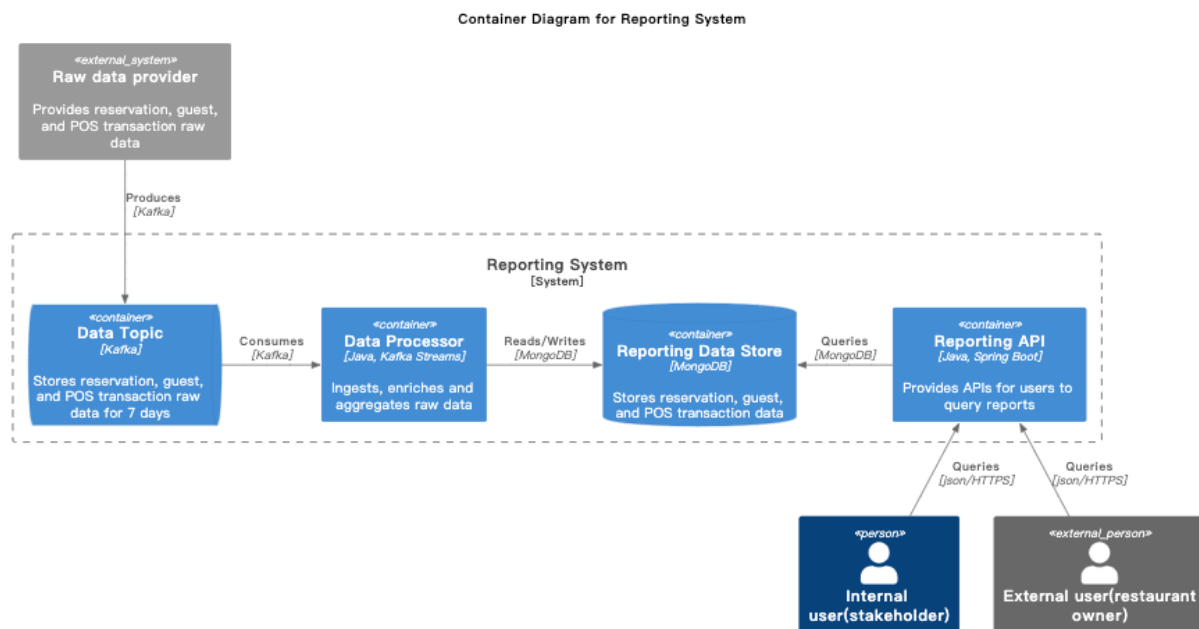 Container Diagram for Reporting System
«external_system»
Raw data provider
Provides reservation, guest,
and POS transaction raw
data
Produces
[Kafka]
Reporting System
[System]
«container»
Data Topic
[Kafka]
Stores reservation, guest,
and POS transaction raw
data for 7 days
Consumes
[Kafka]
«container»
Data Processor
[Java, Kafka Streams]
Ingests, enriches and
aggregates raw data
Reads/Writes
[MongoDB]
«container»
Reporting Data Store
[MongoDB]
Stores reservation, guest,
and POS transaction data
Queries
[MongoDB]
«container»
Reporting API
[Java, Spring Boot]
Provides APIs for users to
query reports
Queries
[json/HTTPS]
Queries
[json/HTTPS]
«person»
Internal
user(stakeholder)
«external_person»
External user(restaurant
owner)